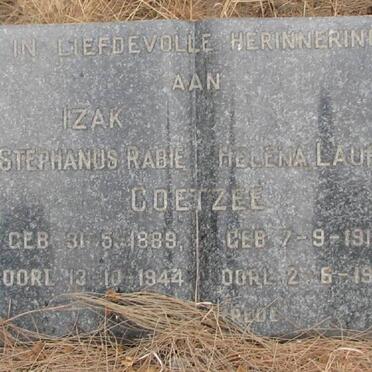 IN LIEFDEVOLLE HERINNERING
AAN
IZAK
STEPHANUS RABIE HELENA LAUR
COETZEE
GEB 31-5-1889 GEB 7-9-191
OORL 13-10-1944 OORL 2-6-19